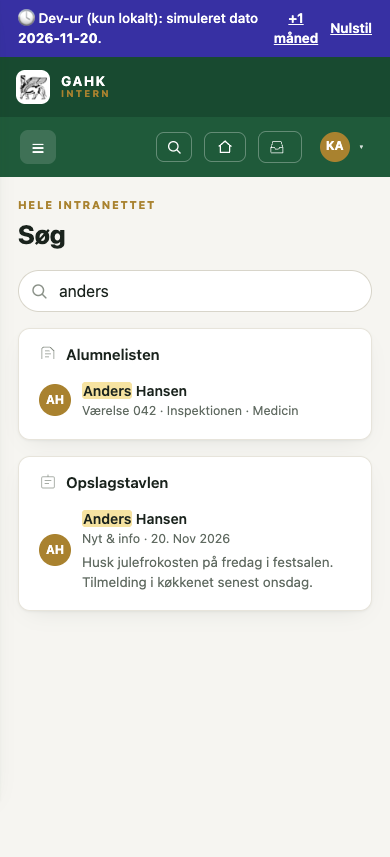 Dev-ur (kun lokalt): simuleret dato
2026-11-20.
+1
måned
Nulstil
GAHK
INTERN
KA
HELE INTRANETTET
Søg
anders
Alumnelisten
AH
Anders Hansen
Værelse 042 · Inspektionen · Medicin
Opslagstavlen
AH
Anders Hansen
Nyt & info · 20. Nov 2026
Husk julefrokosten på fredag i festsalen.
Tilmelding i køkkenet senest onsdag.